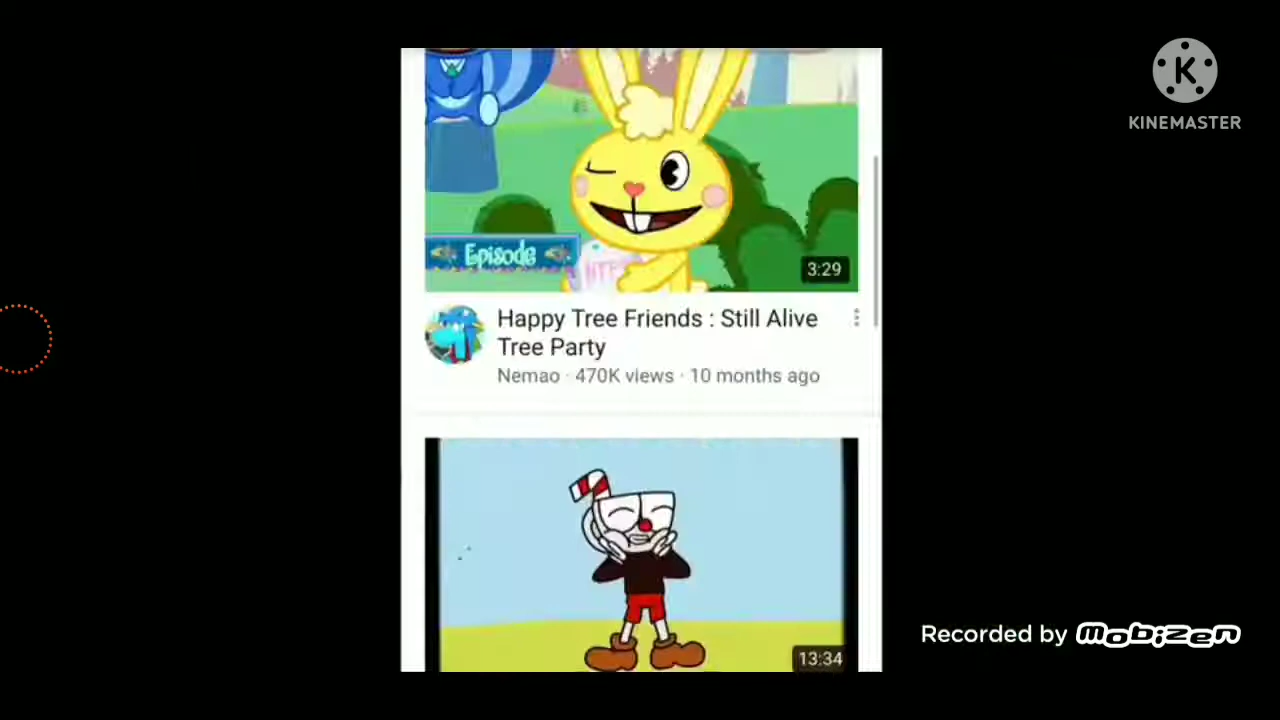 KINEMASTER
Episode
HTF
3:29
Happy Tree Friends : Still Alive
Tree Party
Nemao · 470K views · 10 months ago
Recorded by mobizen
13:34